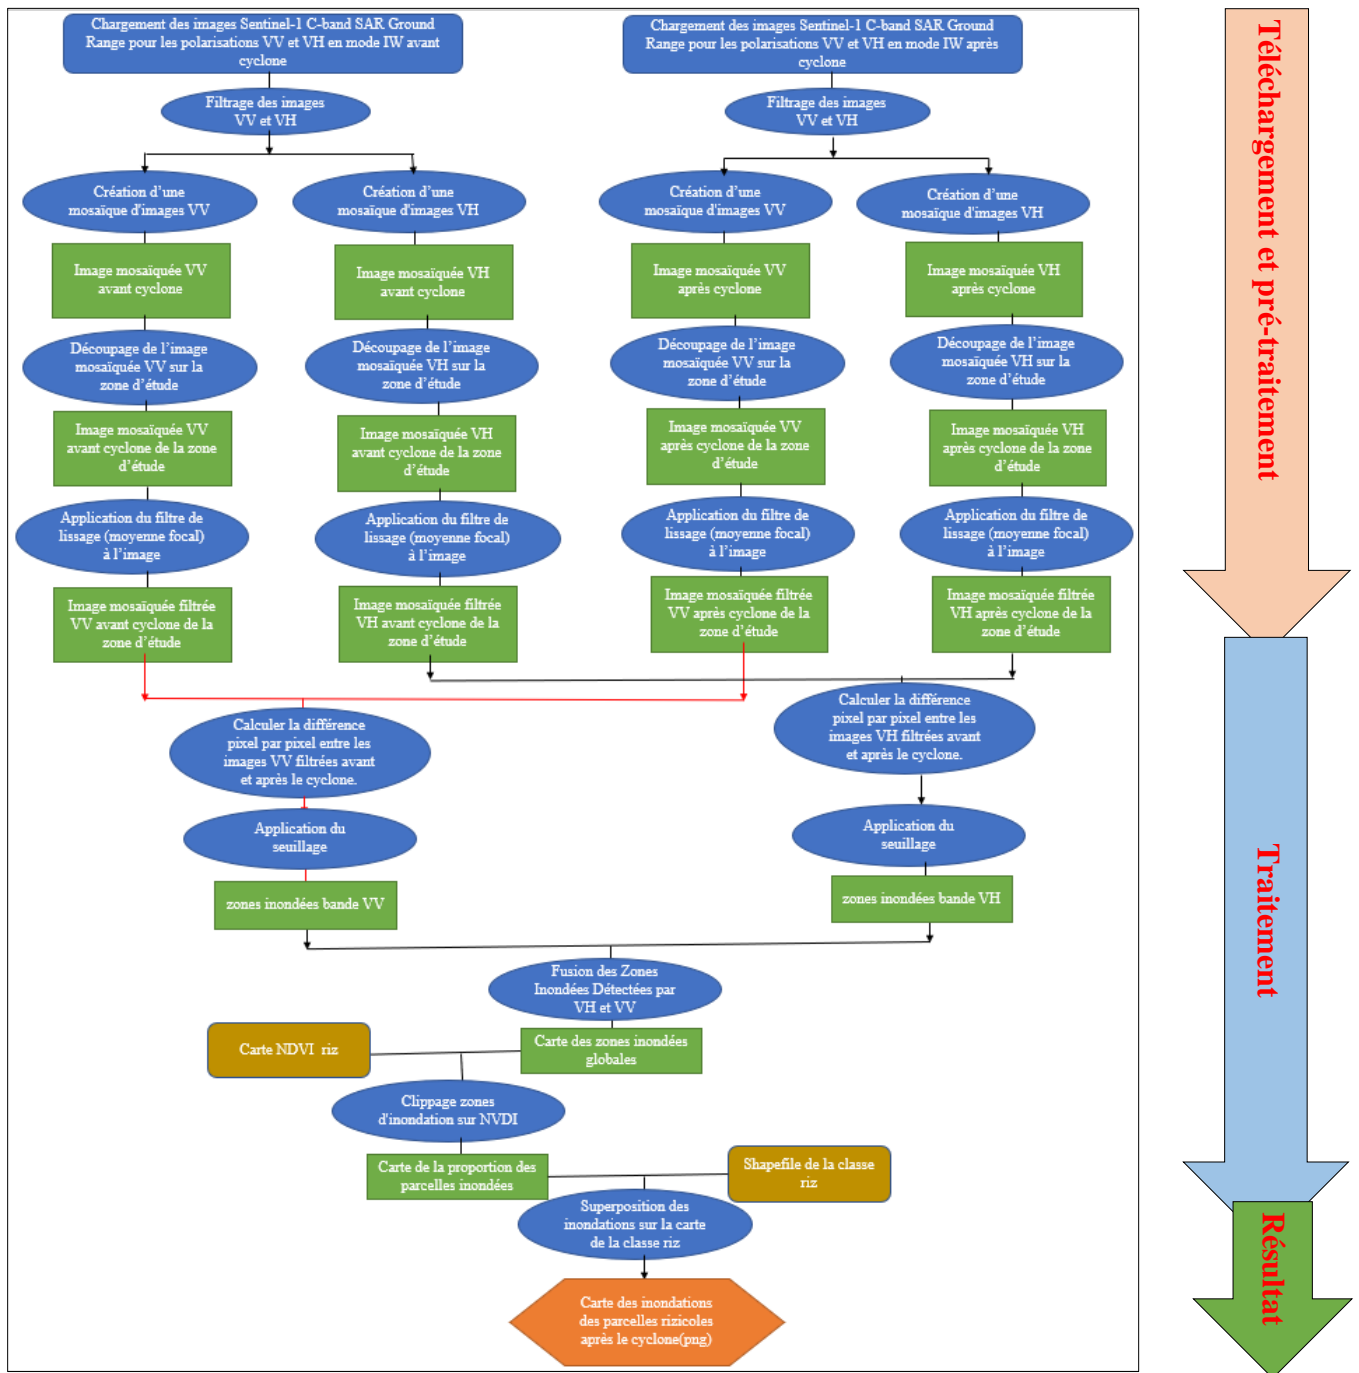 Chargement des images Sentinel-1 C-band SAR Ground
Range pour les polarisations VV et VH en mode IW avant
cyclone
Chargement des images Sentinel-1 C-band SAR Ground
Range pour les polarisations VV et VH en mode IW après
cyclone
Filtrage des images
VV et VH
Filtrage des images
VV et VH
Création d’une
mosaïque d'images VV
Création d’une
mosaïque d'images VH
Création d’une
mosaïque d'images VV
Création d’une
mosaïque d'images VH
Image mosaïquée VV
avant cyclone
Image mosaïquée VH
avant cyclone
Image mosaïquée VV
après cyclone
Image mosaïquée VH
après cyclone
Découpage de l’image
mosaïquée VV sur la
zone d’étude
Découpage de l’image
mosaïquée VH sur la
zone d’étude
Découpage de l’image
mosaïquée VV sur la
zone d’étude
Découpage de l’image
mosaïquée VH sur la
zone d’étude
Image mosaïquée VV
avant cyclone de la zone
d’étude
Image mosaïquée VH
avant cyclone de la zone
d’étude
Image mosaïquée VV
après cyclone de la zone
d’étude
Image mosaïquée VH
après cyclone de la zone
d’étude
Application du filtre de
lissage (moyenne focal)
à l’image
Application du filtre de
lissage (moyenne focal)
à l’image
Application du filtre de
lissage (moyenne focal)
à l’image
Application du filtre de
lissage (moyenne focal)
à l’image
Image mosaïquée filtrée
VV avant cyclone de la
zone d’étude
Image mosaïquée filtrée
VH avant cyclone de la
zone d’étude
Image mosaïquée filtrée
VV après cyclone de la
zone d’étude
Image mosaïquée filtrée
VH après cyclone de la
zone d’étude
Calculer la différence
pixel par pixel entre les
images VV filtrées avant
et après le cyclone.
Calculer la différence
pixel par pixel entre les
images VH filtrées avant
et après le cyclone.
Application du
seuillage
Application du
seuillage
zones inondées bande VV
zones inondées bande VH
Fusion des Zones
Inondées Détectées par
VH et VV
Carte NDVI riz
Carte des zones inondées
globales
Clippage zones
d'inondation sur NVDI
Carte de la proportion des
parcelles inondées
Shapefile de la classe
riz
Superposition des
inondations sur la carte
de la classe riz
Carte des inondations
des parcelles rizicoles
après le cyclone(png)
Téléchargement et pré-traitement
Traitement
Résultat